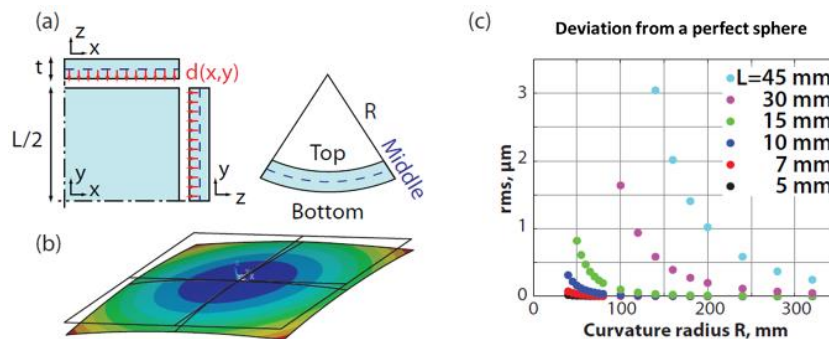 (a)
z
x
t
d(x,y)
L/2
y
x
y
z
R
Top
Middle
Bottom
(b)
(c)
Deviation from a perfect sphere
rms, μm
3
2
1
0
L=45 mm
30 mm
15 mm
10 mm
7 mm
5 mm
0 100 200 300
Curvature radius R, mm